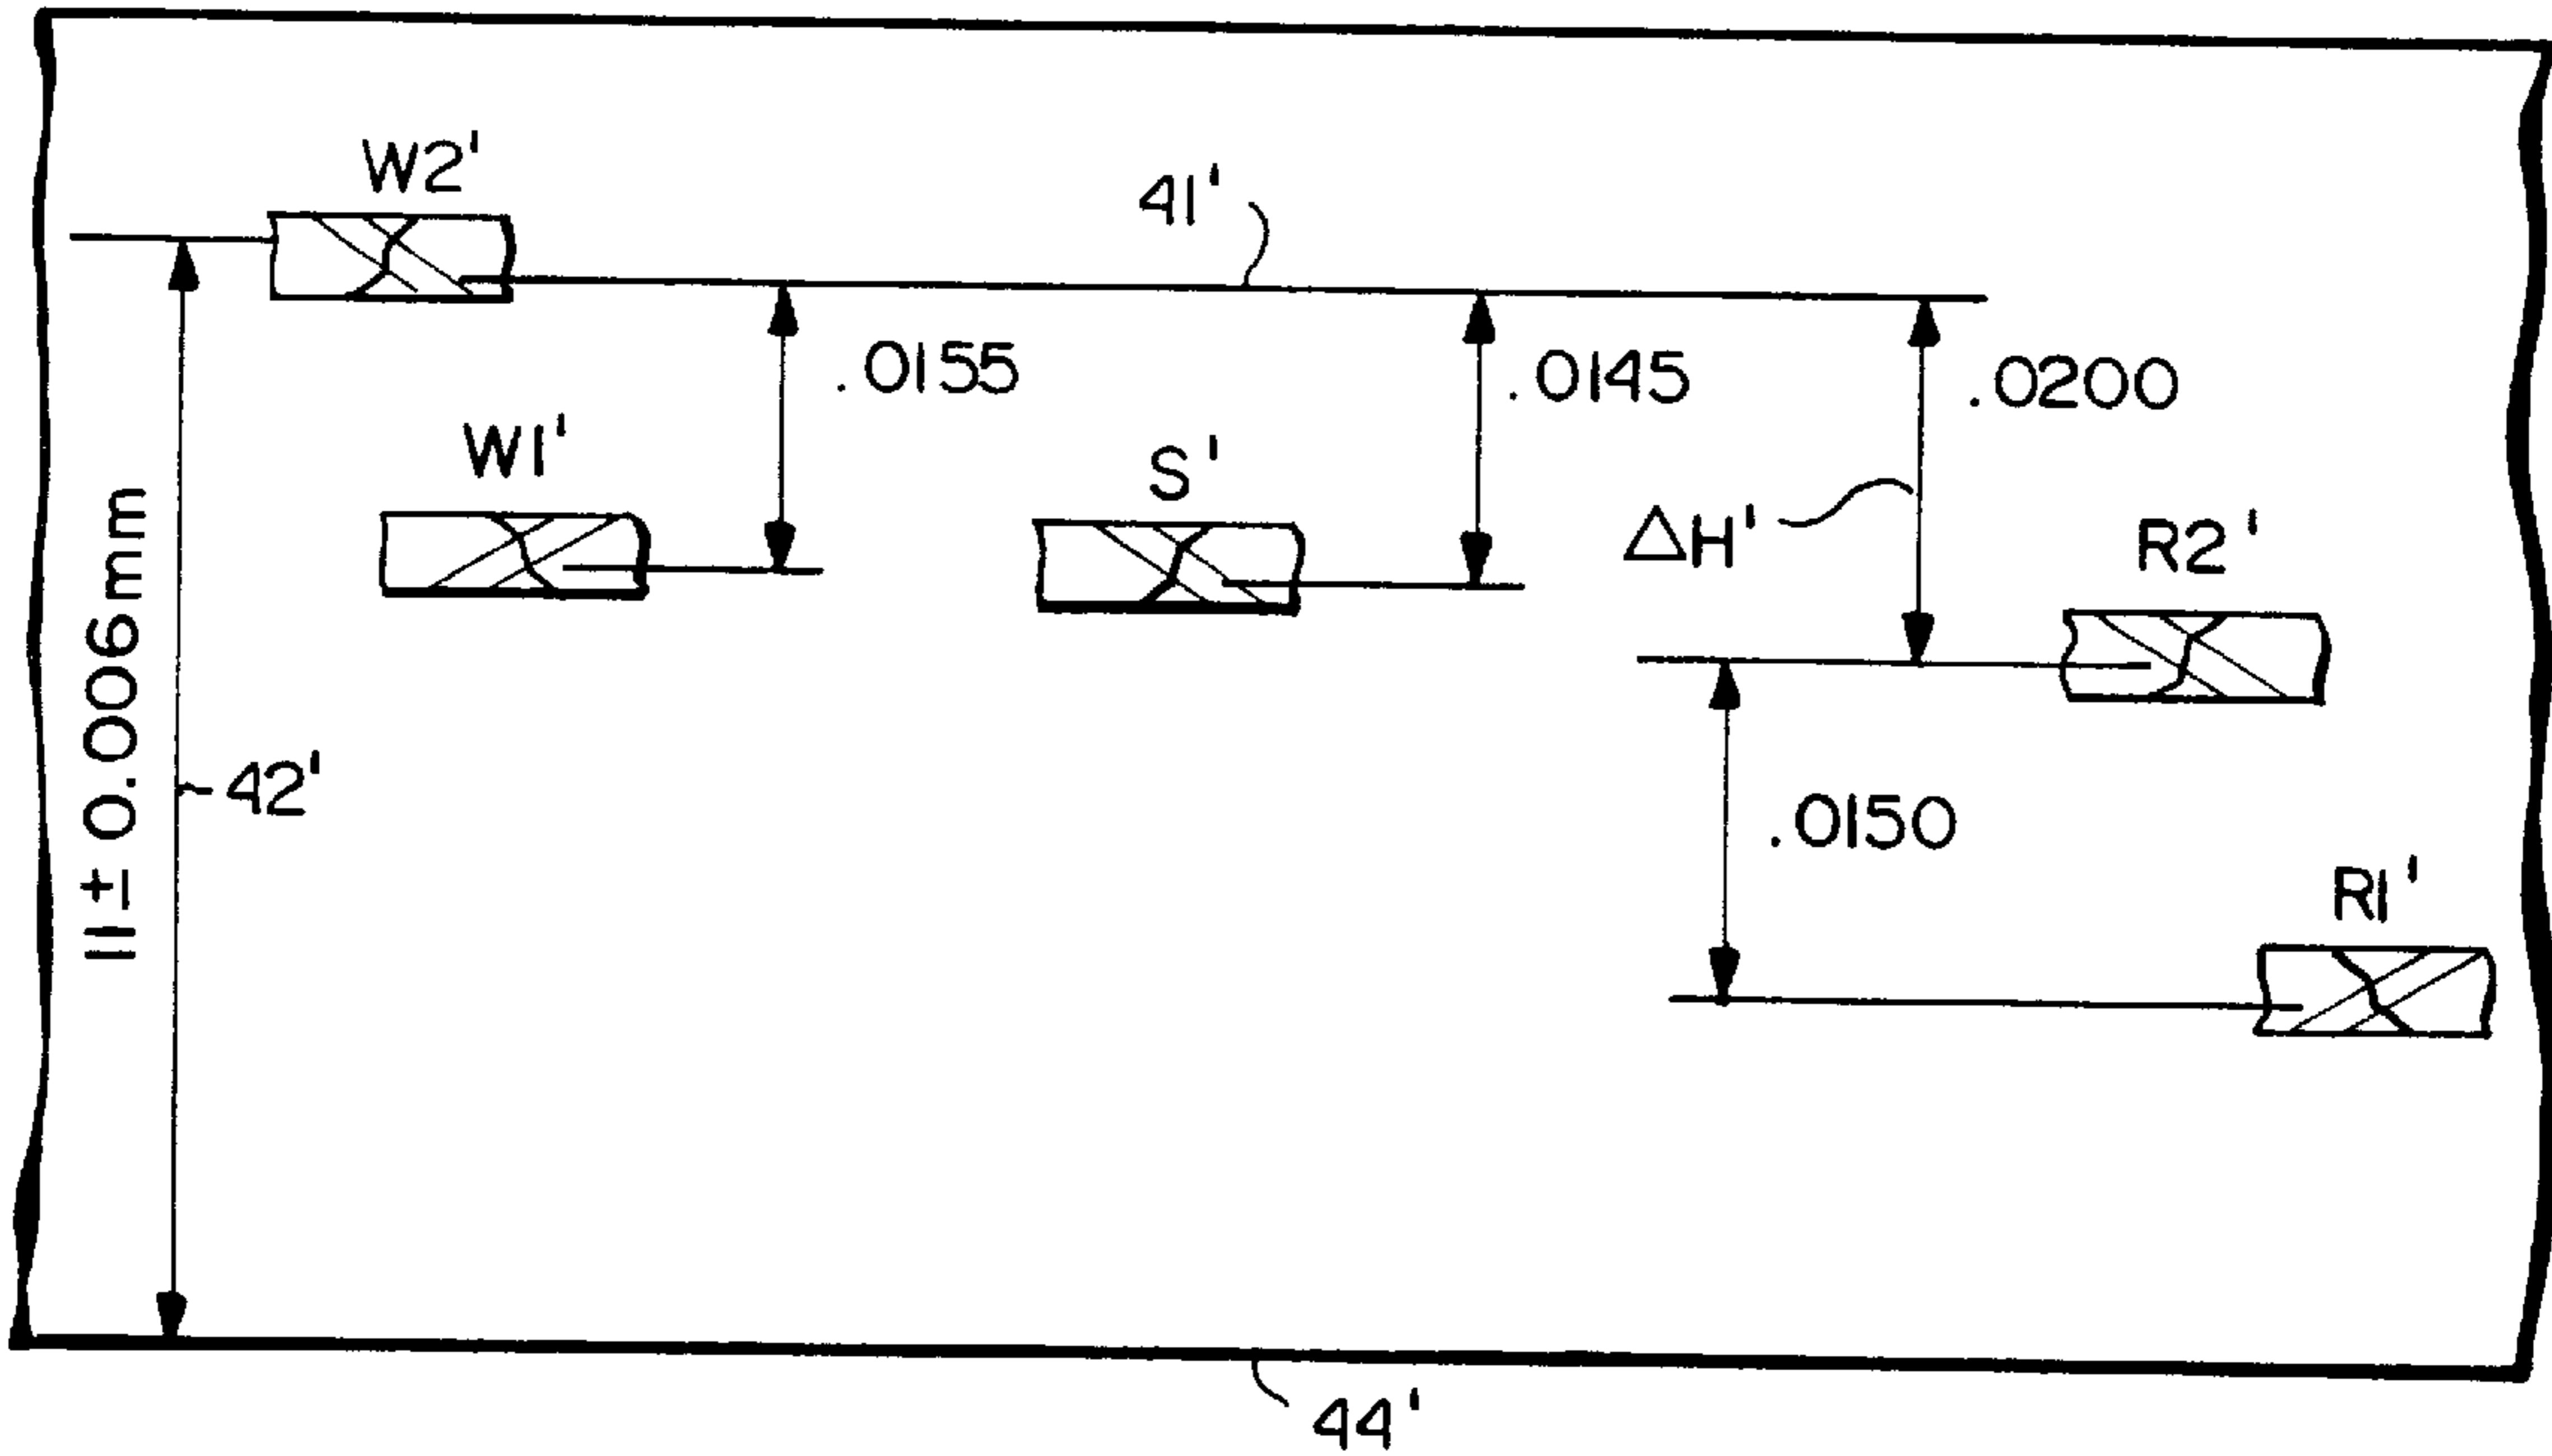 W2'
41'
.0155
.0145
.0200
W1'
S'
ΔH'
R2'
11± 0.006mm
42'
.0150
R1'
44'